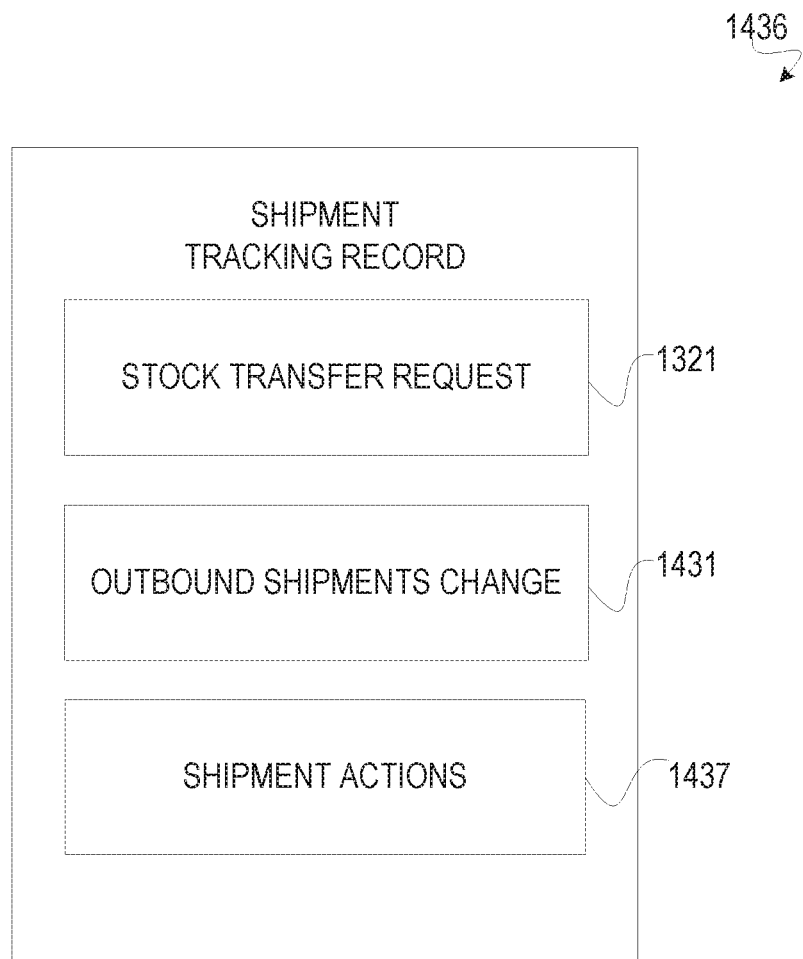 1436
SHIPMENT
TRACKING RECORD
STOCK TRANSFER REQUEST
1321
OUTBOUND SHIPMENTS CHANGE
1431
SHIPMENT ACTIONS
1437